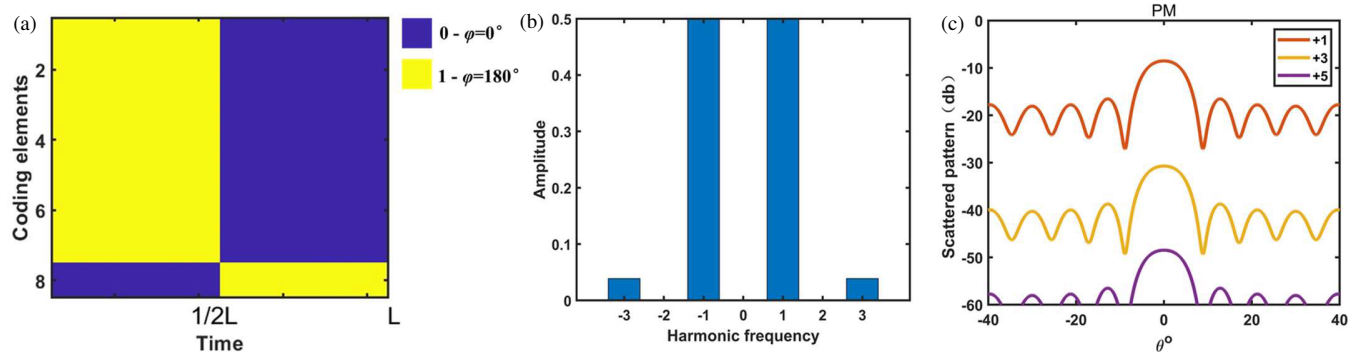 (a)
2
4
6
8
Coding elements
1/2L
L
Time
0 - φ=0°
1 - φ=180°
(b)
0.5
0.4
0.3
0.2
0.1
0
Amplitude
-3
-1
0
1
2
3
Harmonic frequency
(c)
PM
0
-10
-20
-30
-40
-50
-60
Scattered pattern (db)
+1
+3
+5
-40
-20
0
20
40
θ°